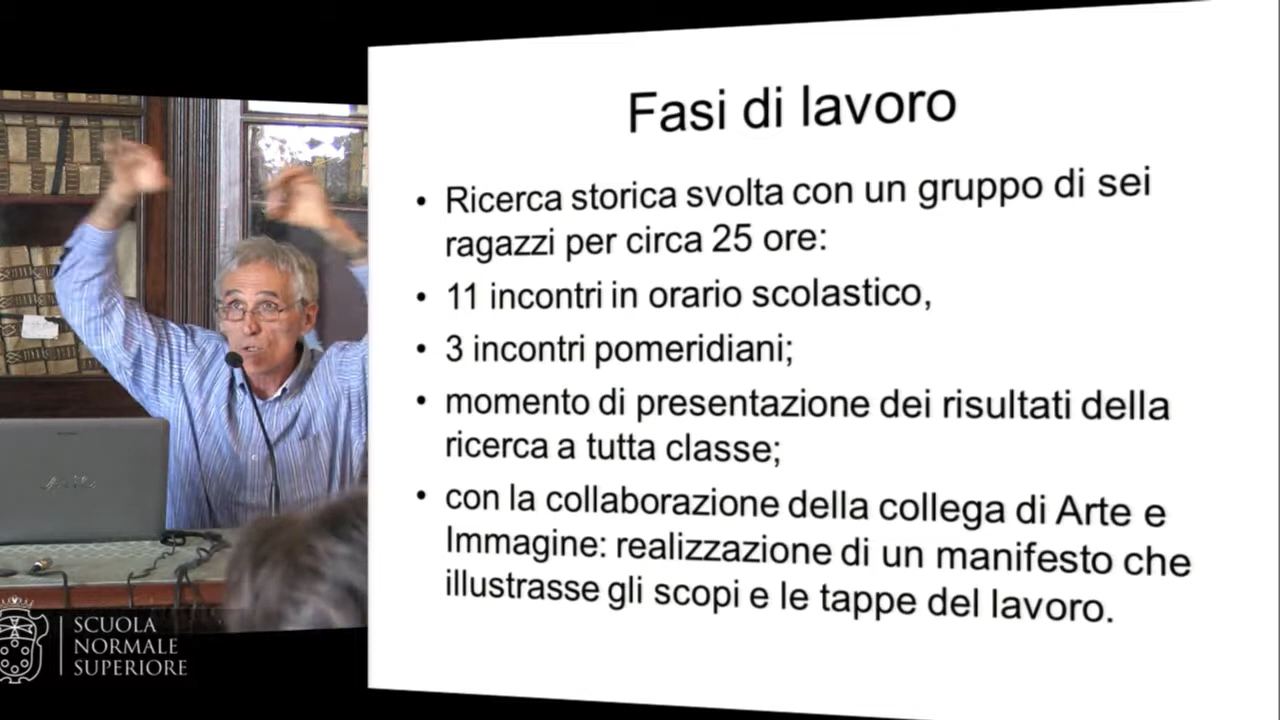 Fasi di lavoro
• Ricerca storica svolta con un gruppo di sei
ragazzi per circa 25 ore:
• 11 incontri in orario scolastico,
• 3 incontri pomeridiani;
• momento di presentazione dei risultati della
ricerca a tutta classe;
• con la collaborazione della collega di Arte e
Immagine: realizzazione di un manifesto che
illustrasse gli scopi e le tappe del lavoro.
SCUOLA
NORMALE
SUPERIORE